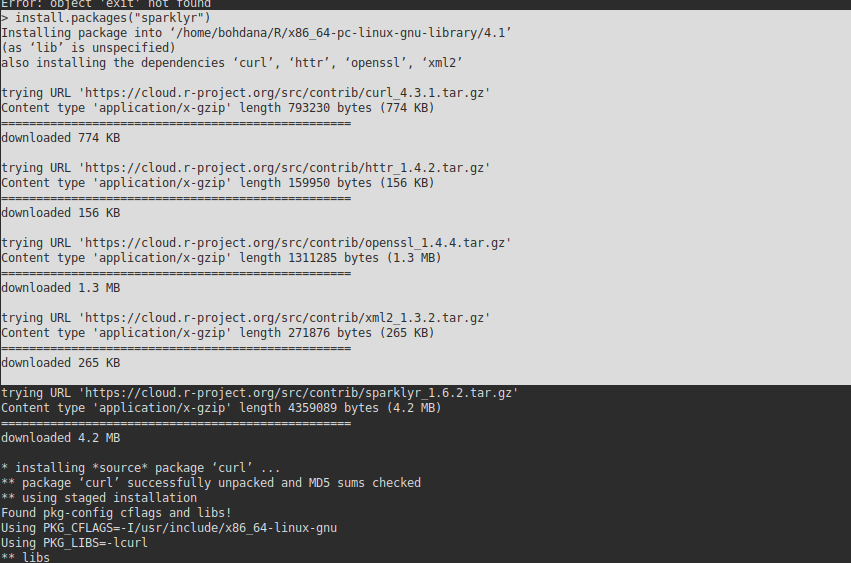 Error: object 'exit' not found
> install.packages("sparklyr")
Installing package into ‘/home/bohdana/R/x86_64-pc-linux-gnu-library/4.1’
(as ‘lib’ is unspecified)
also installing the dependencies ‘curl’, ‘httr’, ‘openssl’, ‘xml2’
trying URL 'https://cloud.r-project.org/src/contrib/curl_4.3.1.tar.gz'
Content type 'application/x-gzip' length 793230 bytes (774 KB)
==================================================
downloaded 774 KB
trying URL 'https://cloud.r-project.org/src/contrib/httr_1.4.2.tar.gz'
Content type 'application/x-gzip' length 159950 bytes (156 KB)
==================================================
downloaded 156 KB
trying URL 'https://cloud.r-project.org/src/contrib/openssl_1.4.4.tar.gz'
Content type 'application/x-gzip' length 1311285 bytes (1.3 MB)
==================================================
downloaded 1.3 MB
trying URL 'https://cloud.r-project.org/src/contrib/xml2_1.3.2.tar.gz'
Content type 'application/x-gzip' length 271876 bytes (265 KB)
==================================================
downloaded 265 KB
trying URL 'https://cloud.r-project.org/src/contrib/sparklyr_1.6.2.tar.gz'
Content type 'application/x-gzip' length 4359089 bytes (4.2 MB)
==================================================
downloaded 4.2 MB
* installing *source* package ‘curl’ ...
** package ‘curl’ successfully unpacked and MD5 sums checked
** using staged installation
Found pkg-config cflags and libs!
Using PKG_CFLAGS=-I/usr/include/x86_64-linux-gnu
Using PKG_LIBS=-lcurl
** libs